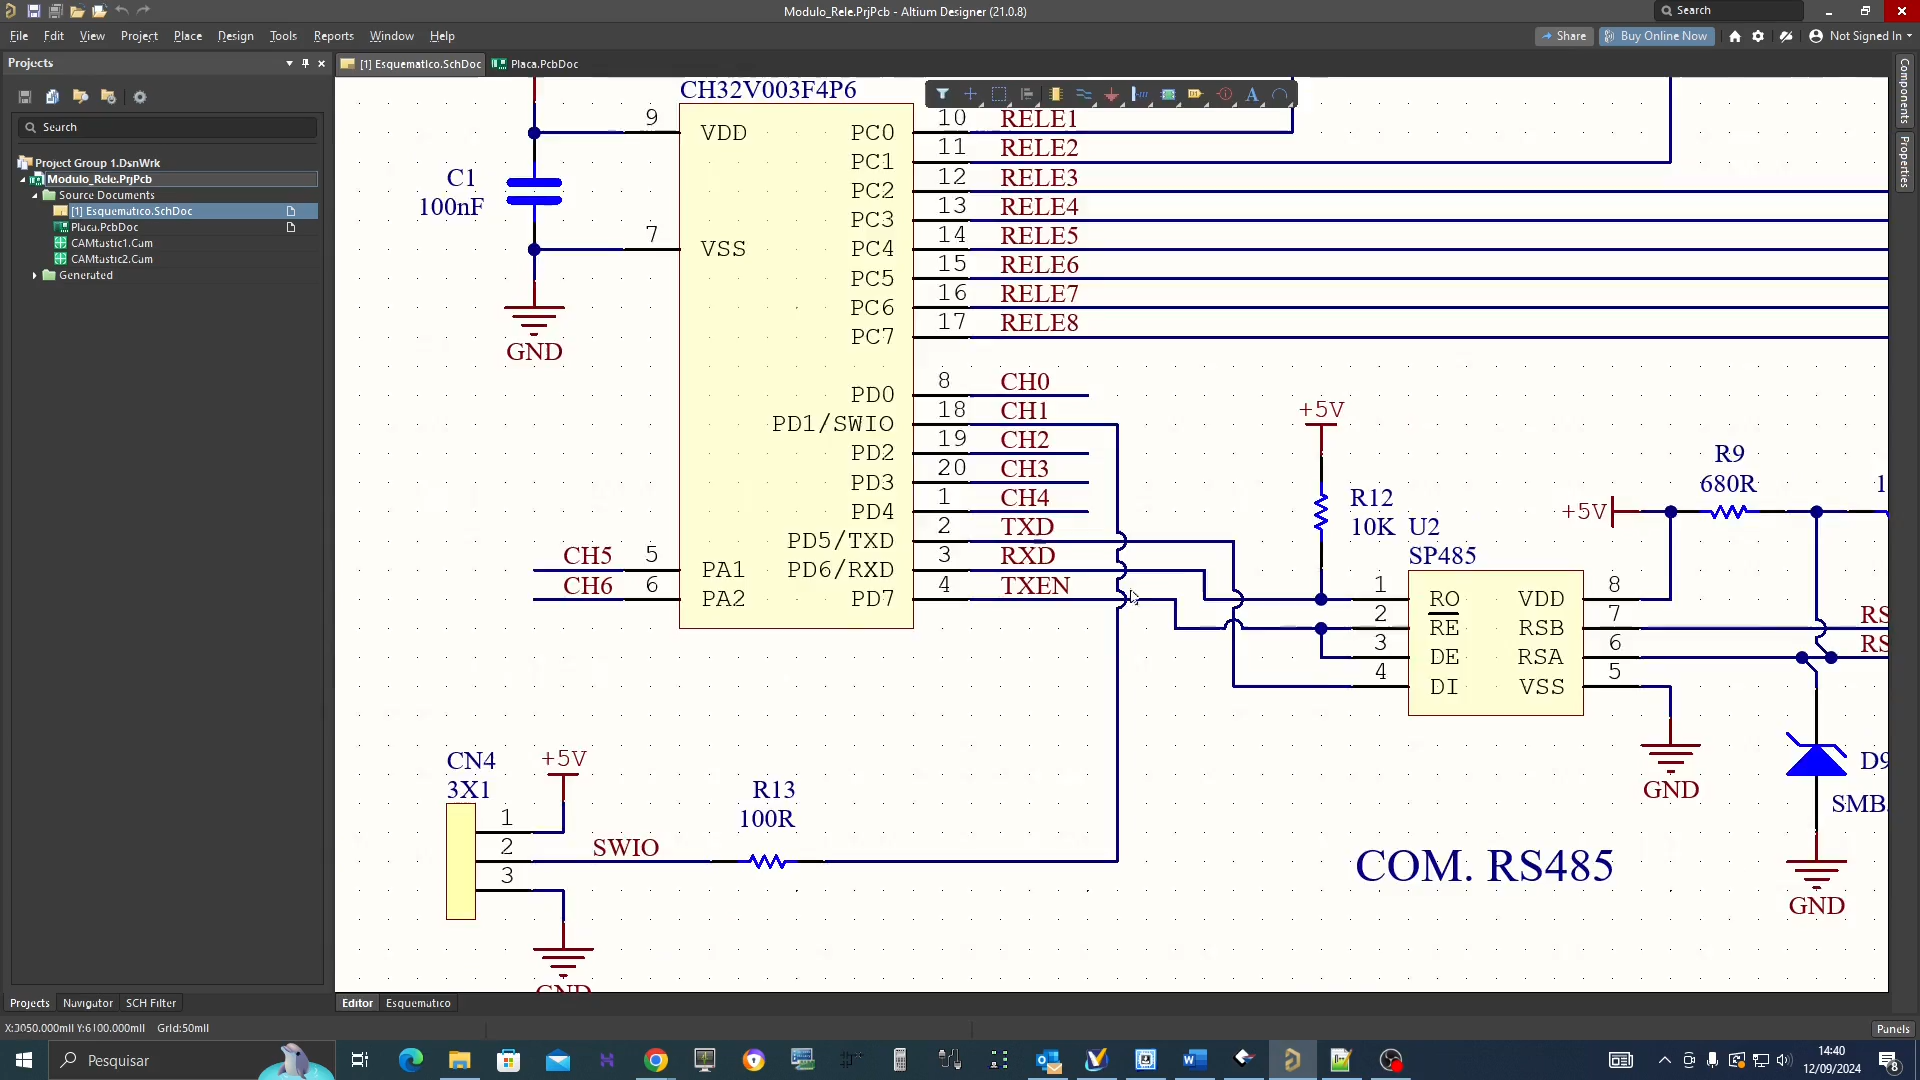 Modulo_Rele.PrjPcb - Altium Designer (21.0.8)
Search
File Edit View Project Place Design Tools Reports Window Help
Share
Buy Online Now
Not Signed In
Projects
[1] Esquematico.SchDoc
Placa.PcbDoc
Search
Project Group 1.DsnWrk
Modulo_Rele.PrjPcb
Source Documents
[1] Esquematico.SchDoc
Placa.PcbDoc
CAMtastic1.Cam
CAMtastic2.Cam
Generated
Components
Properties
CH32V003F4P6
9 VDD
7 VSS
C1
100nF
GND
PC0 10 RELE1
PC1 11 RELE2
PC2 12 RELE3
PC3 13 RELE4
PC4 14 RELE5
PC5 15 RELE6
PC6 16 RELE7
PC7 17 RELE8
PD0 8 CH0
PD1/SWIO 18 CH1
PD2 19 CH2
PD3 20 CH3
PD4 1 CH4
PD5/TXD 2 TXD
PD6/RXD 3 RXD
PD7 4 TXEN
CH5 5 PA1
CH6 6 PA2
+5V
R12
10K
U2
SP485
1 RO VDD 8
2 RE RSB 7
3 DE RSA 6
4 DI VSS 5
+5V
R9
680R
1
RS
RS
GND
D9
SMB
GND
COM. RS485
CN4
3X1
+5V
1
2
3
SWIO
R13
100R
GND
Projects Navigator SCH Filter
Editor Esquematico
X:3050.000mil Y:6100.000mil Grid:50mil
Panels
Pesquisar
14:40
12/09/2024
8